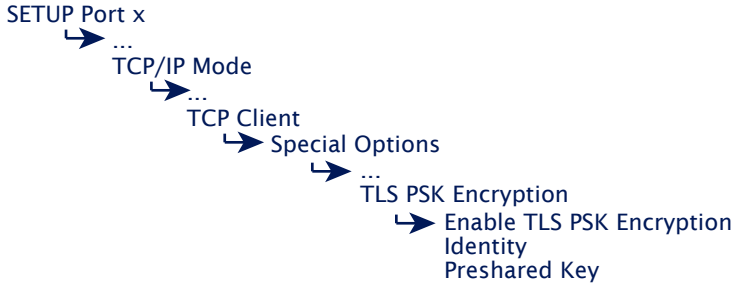 SETUP Port x
...
TCP/IP Mode
...
TCP Client
Special Options
...
TLS PSK Encryption
Enable TLS PSK Encryption
Identity
Preshared Key